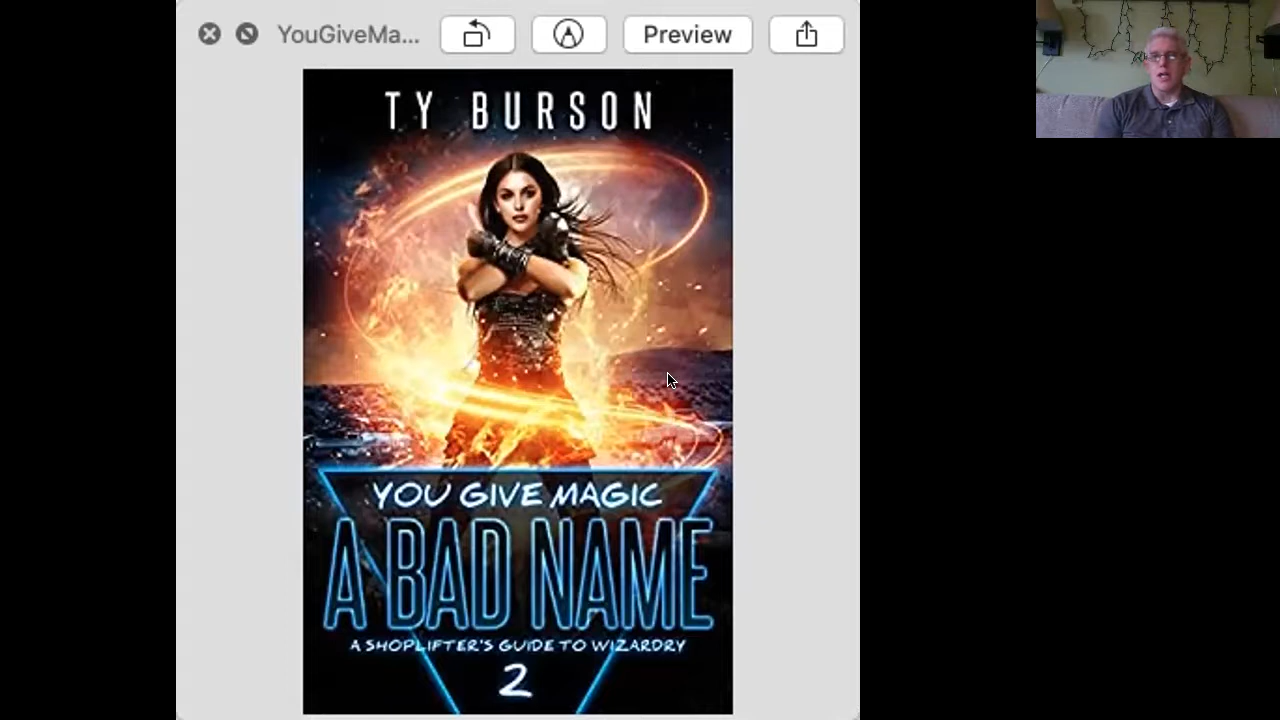 YouGiveMa...
Preview
TY BURSON
YOU GIVE MAGIC
A BAD NAME
A SHOPLIFTER'S GUIDE TO WIZARDRY
2